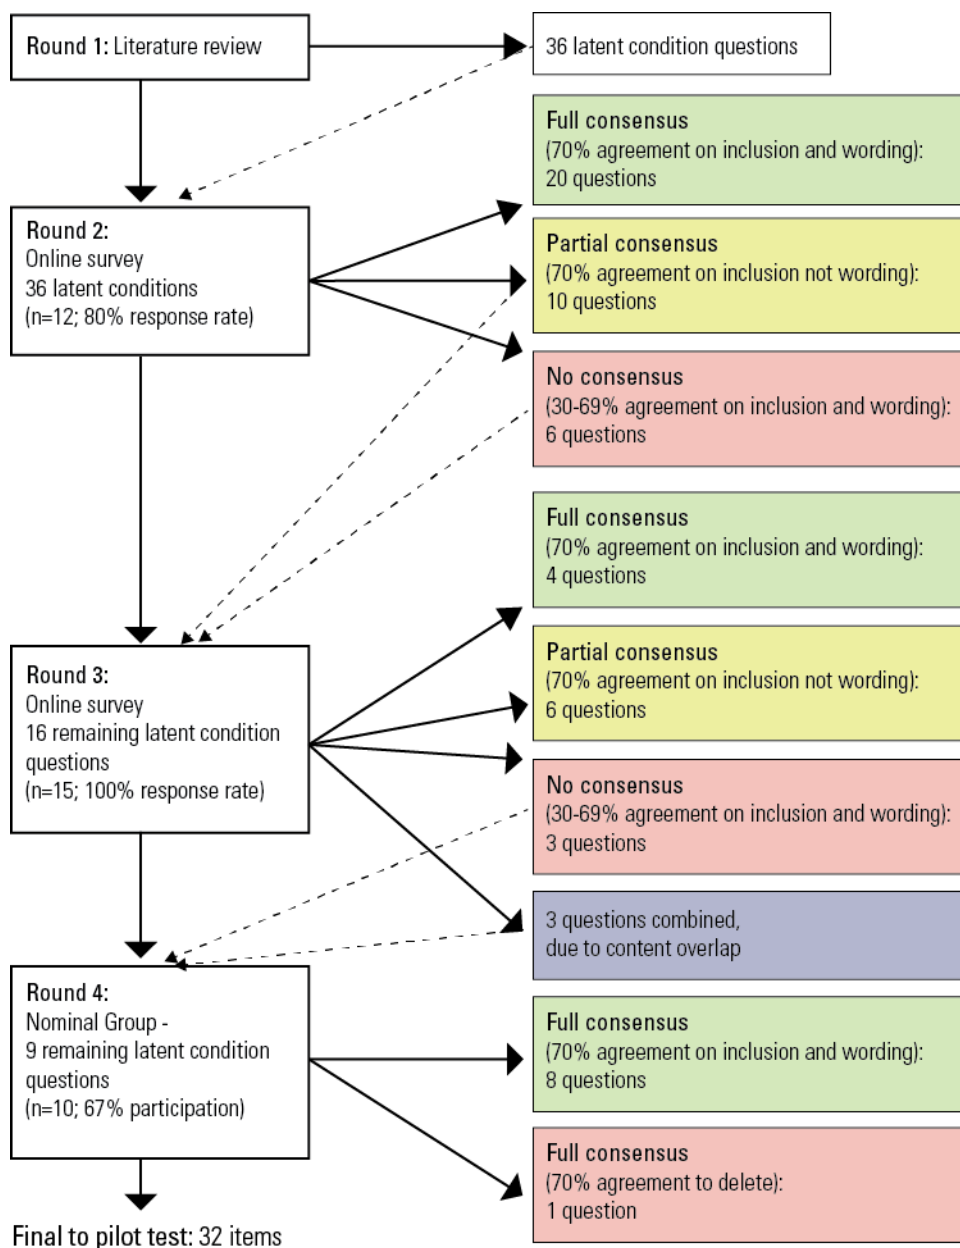 Round 1: Literature review
36 latent condition questions
Full consensus
(70% agreement on inclusion and wording):
20 questions
Round 2:
Online survey
36 latent conditions
(n=12; 80% response rate)
Partial consensus
(70% agreement on inclusion not wording):
10 questions
No consensus
(30-69% agreement on inclusion and wording):
6 questions
Full consensus
(70% agreement on inclusion and wording):
4 questions
Round 3:
Online survey
16 remaining latent condition
questions
(n=15; 100% response rate)
Partial consensus
(70% agreement on inclusion not wording):
6 questions
No consensus
(30-69% agreement on inclusion and wording):
3 questions
3 questions combined,
due to content overlap
Round 4:
Nominal Group -
9 remaining latent condition
questions
(n=10; 67% participation)
Full consensus
(70% agreement on inclusion and wording):
8 questions
Full consensus
(70% agreement to delete):
1 question
Final to pilot test: 32 items